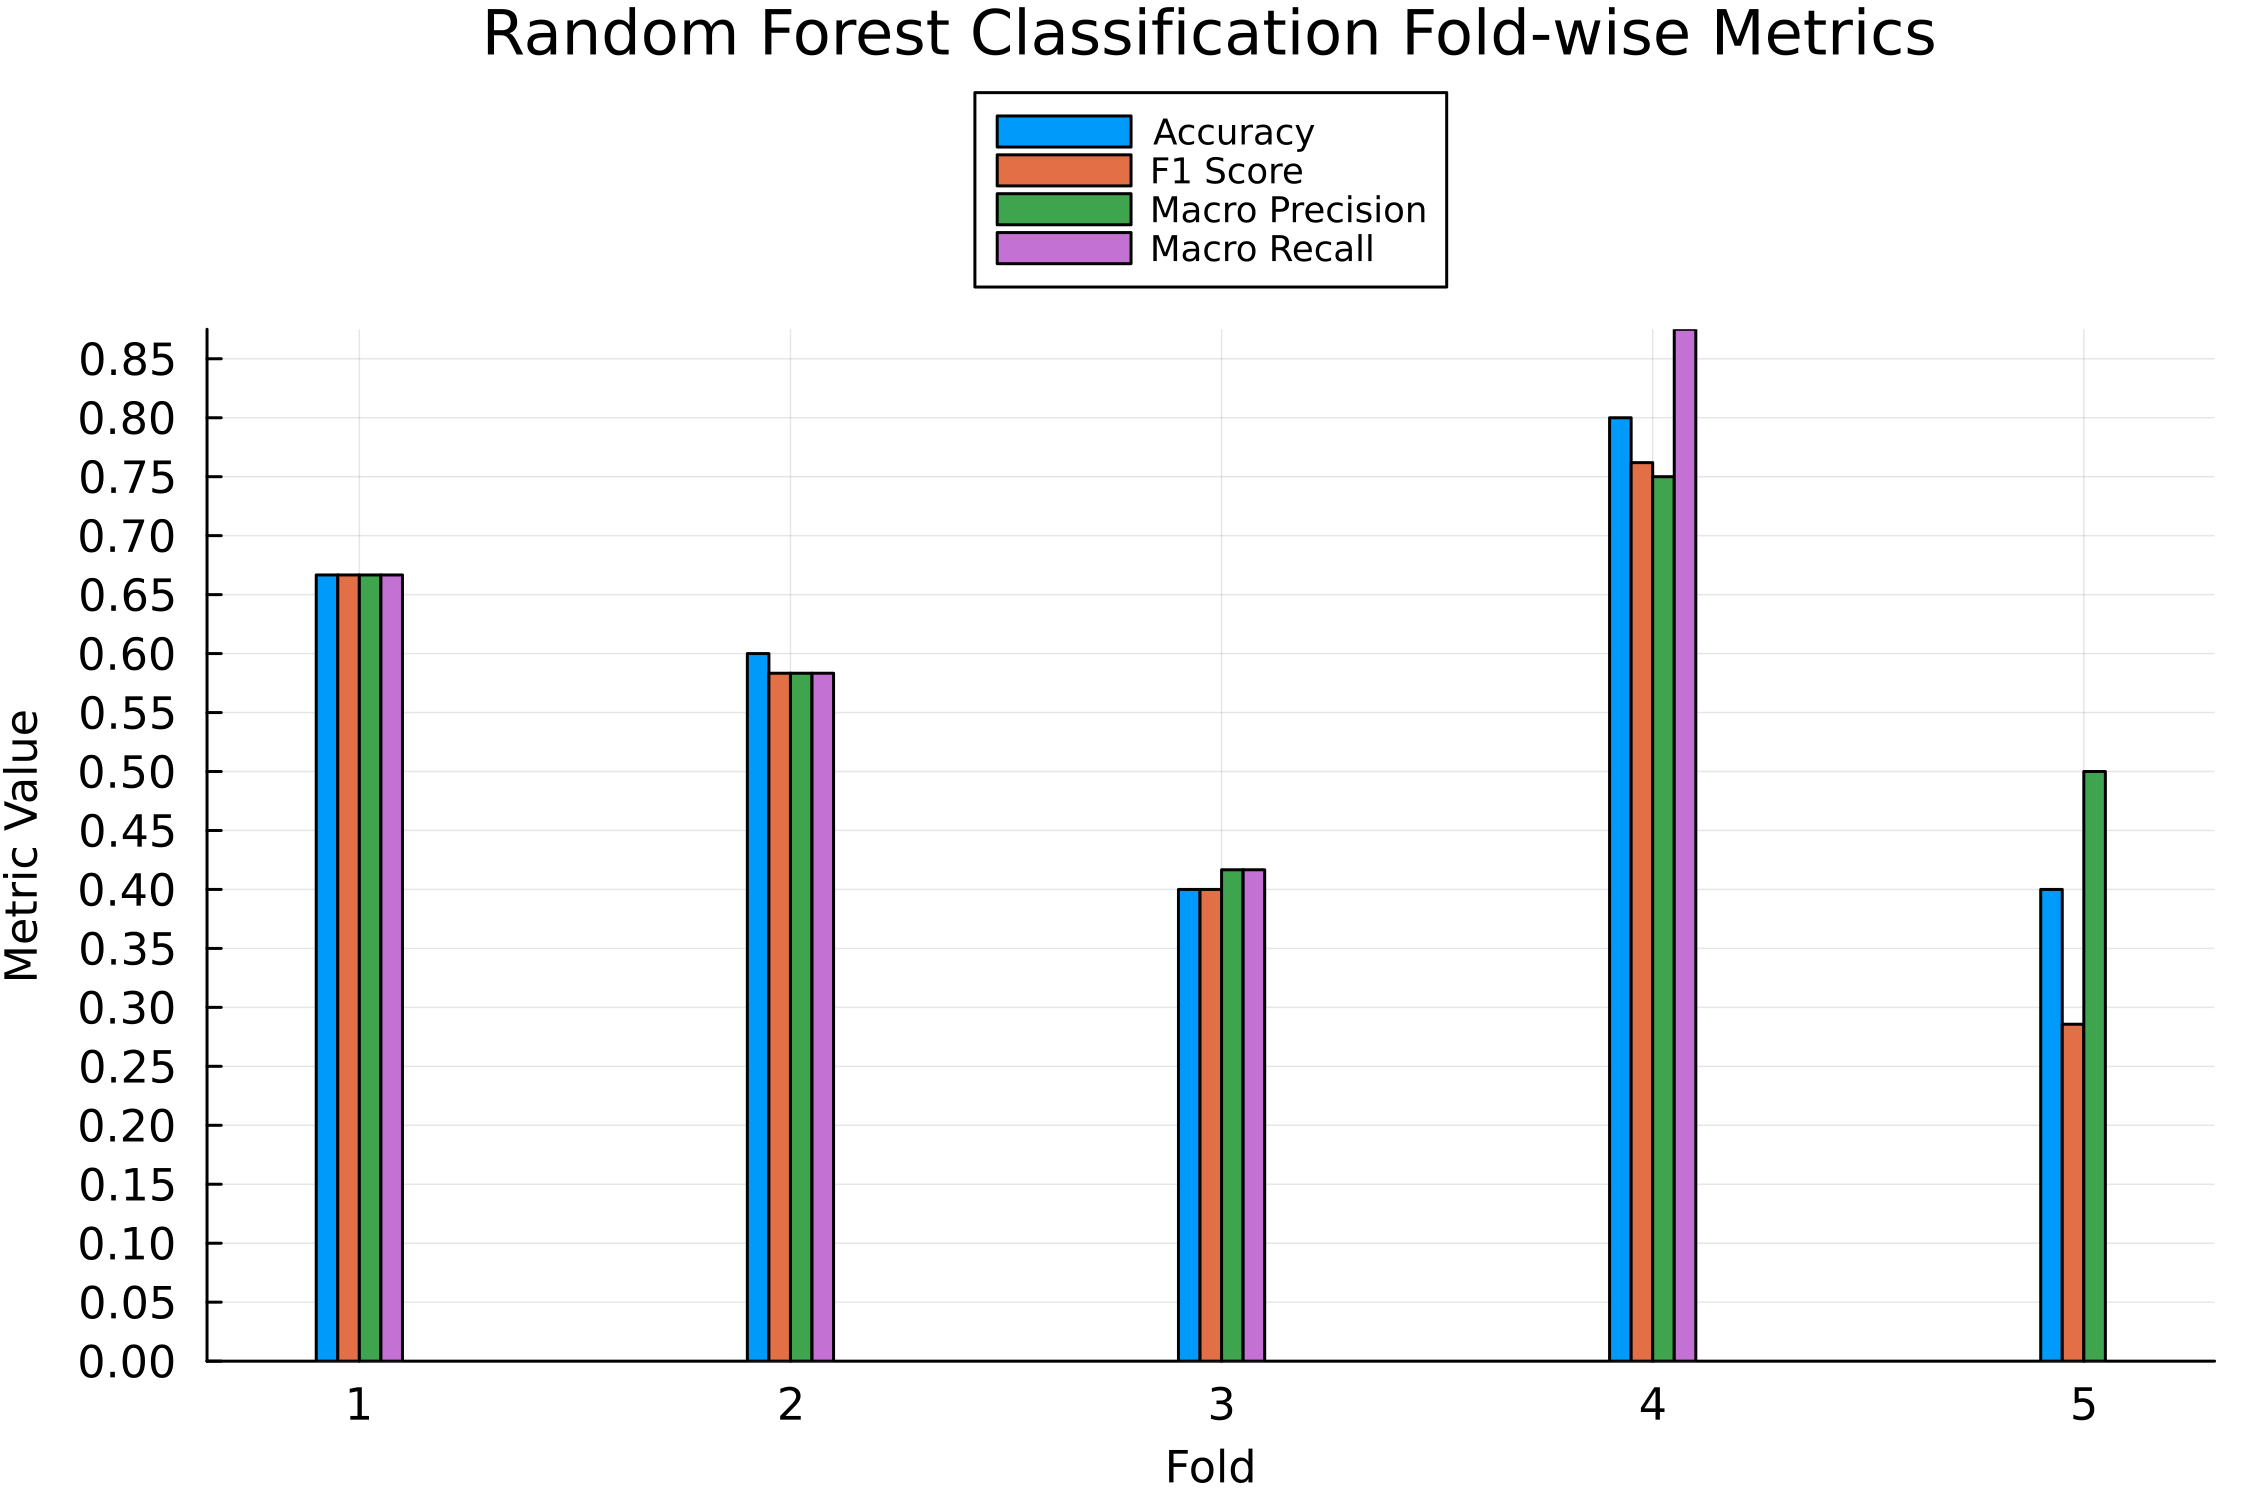 Random Forest Classification Fold-wise Metrics
Accuracy
F1 Score
Macro Precision
Macro Recall
0.85
0.80
0.75
0.70
0.65
0.60
0.55
0.50
0.45
0.40
0.35
0.30
0.25
0.20
0.15
0.10
0.05
0.00
Metric Value
1 2 3 4 5
Fold